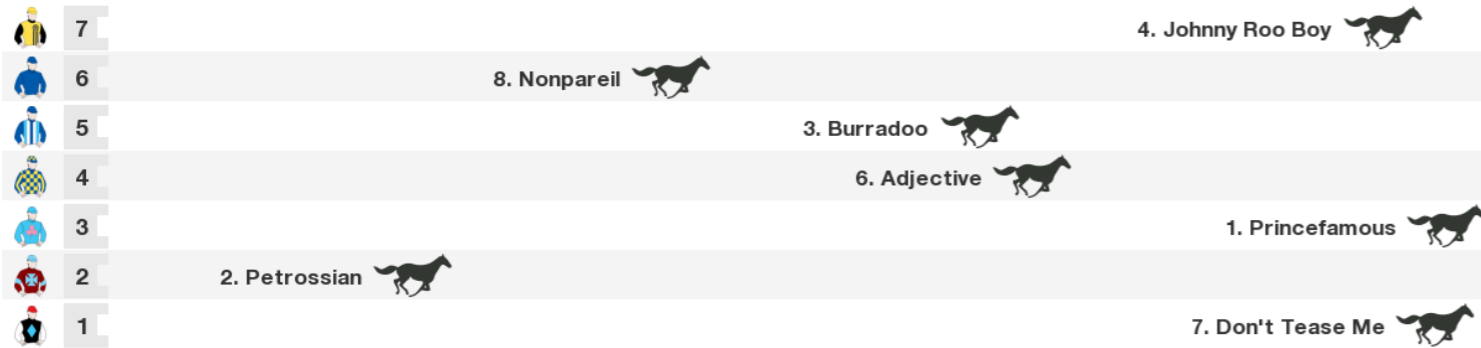 7 4. Johnny Roo Boy
6 8. Nonpareil
5 3. Burradoo
4 6. Adjective
3 1. Princefamous
2 2. Petrossian
1 7. Don't Tease Me